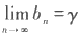 lim b_n = γ
n→∞